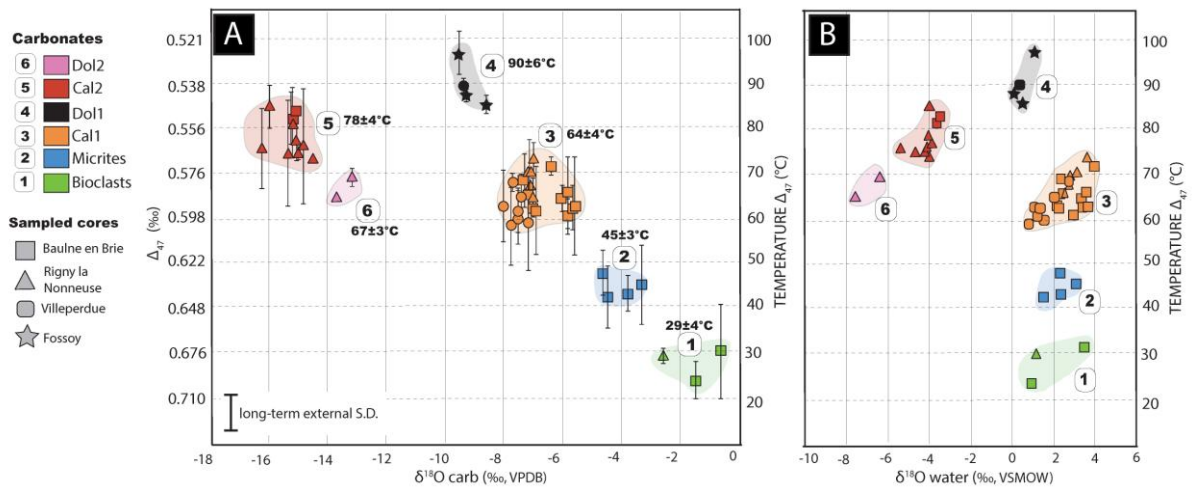 Carbonates
6 Dol2
5 Cal2
4 Dol1
3 Cal1
2 Micrites
1 Bioclasts
Sampled cores
Baulne en Brie
Rigny la
Nonneuse
Villeperdue
Fossoy
A
Δ47 (‰)
0.521
0.538
0.556
0.576
0.598
0.622
0.648
0.676
0.710
4 90±6°C
5 78±4°C
3 64±4°C
6
67±3°C
45±3°C
2
29±4°C
1
long-term external S.D.
-18 -16 -14 -12 -10 -8 -6 -4 -2 0
δ18O carb (‰, VPDB)
100
90
80
70
60
50
40
30
20
TEMPERATURE Δ47 (°C)
B
4
5
6
3
2
1
-8 -6 -4 -2 0 2 4 6
δ18O water (‰, VSMOW)
100
90
80
70
60
50
40
30
20
TEMPERATURE Δ47 (°C)